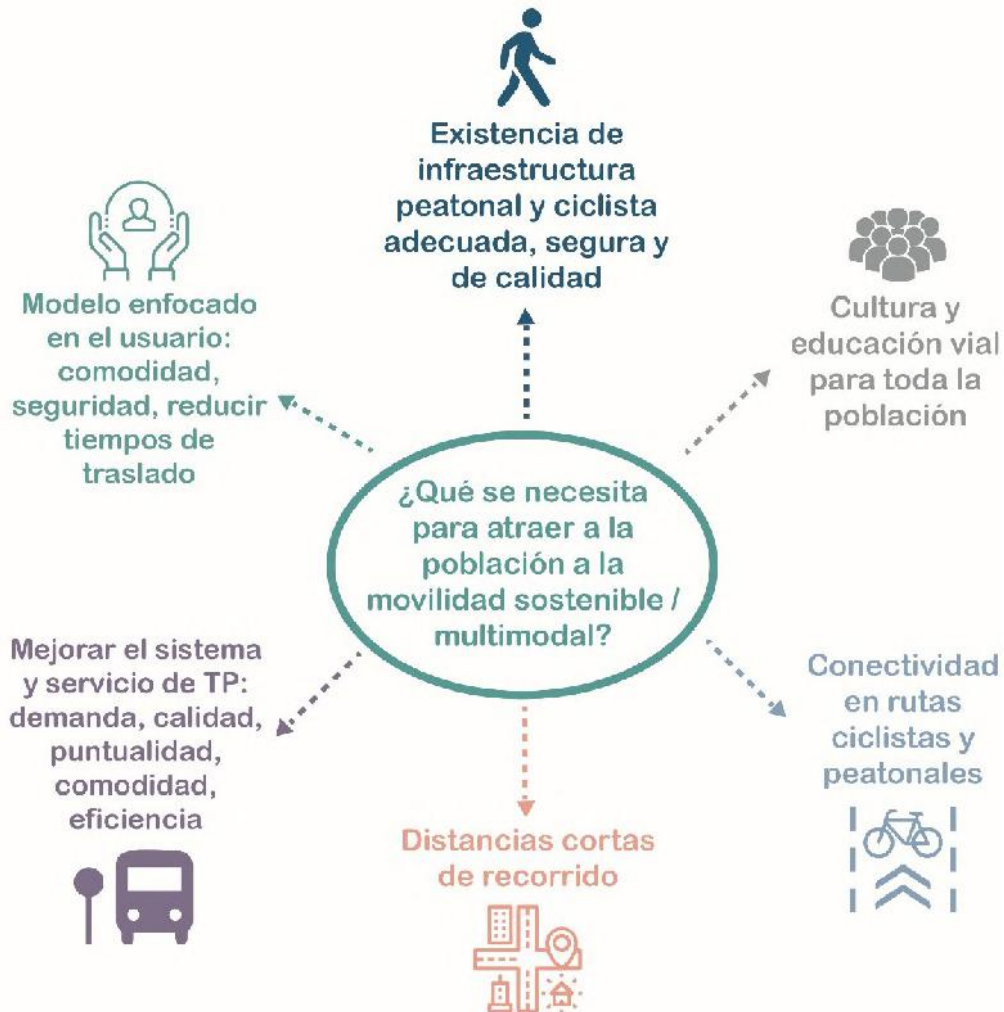 Existencia de
infraestructura
peatonal y ciclista
adecuada, segura y
de calidad
Modelo enfocado
en el usuario:
comodidad,
seguridad, reducir
tiempos de
traslado
Cultura y
educación vial
para toda la
población
¿Qué se necesita
para atraer a la
población a la
movilidad sostenible /
multimodal?
Mejorar el sistema
y servicio de TP:
demanda, calidad,
puntualidad,
comodidad,
eficiencia
Conectividad
en rutas
ciclistas y
peatonales
Distancias cortas
de recorrido